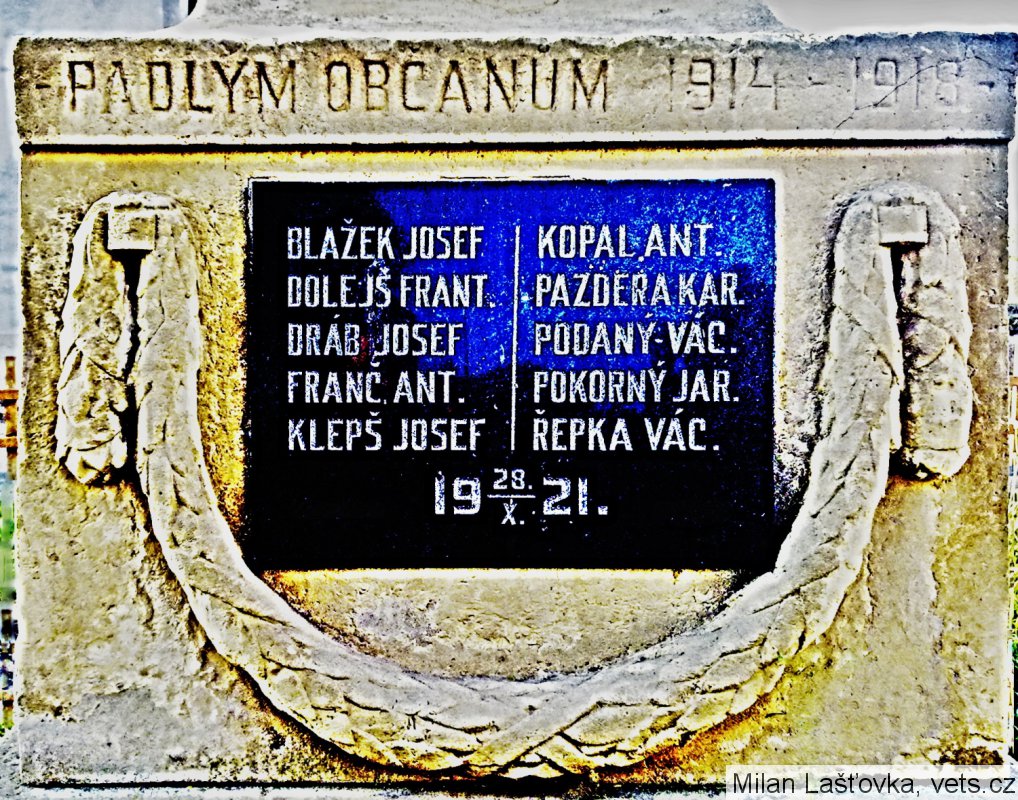 - PADLÝM OBČANŮM 1914 - 1918 -
BLAŽEK JOSEF
DOLEJŠ FRANT.
DRÁB JOSEF
FRANČ ANT.
KLEPŠ JOSEF
KOPAL ANT.
PAZDERA KAR.
PODANÝ VÁC.
POKORNÝ JAR.
ŘEPKA VÁC.
19 28./X. 21.
Milan Lašťovka, vets.cz